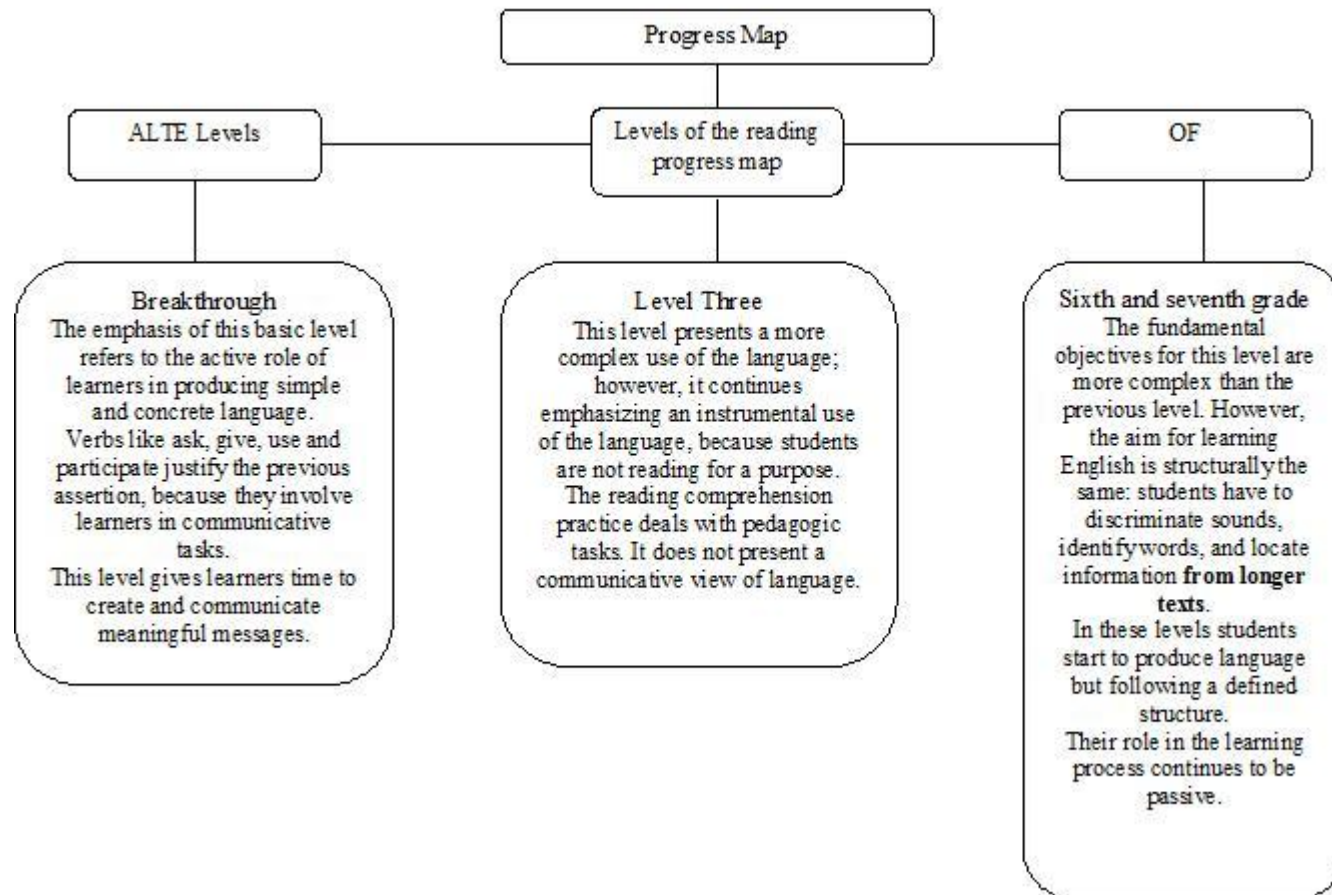 Progress Map
ALTE Levels
Levels of the reading
progress map
OF
Breakthrough
The emphasis of this basic level
refers to the active role of
learners in producing simple
and concrete language.
Verbs like ask, give, use and
participate justify the previous
assertion, because they involve
learners in communicative
tasks.
This level gives learners time to
create and communicate
meaningful messages.
Level Three
This level presents a more
complex use of the language;
however, it continues
emphasizing an instrumental use
of the language, because students
are not reading for a purpose.
The reading comprehension
practice deals with pedagogic
tasks. It does not present a
communicative view of language.
Sixth and seventh grade
The fundamental
objectives for this level are
more complex than the
previous level. However,
the aim for learning
English is structurally the
same: students have to
discriminate sounds,
identify words, and locate
information from longer
texts.
In these levels students
start to produce language
but following a defined
structure.
Their role in the learning
process continues to be
passive.